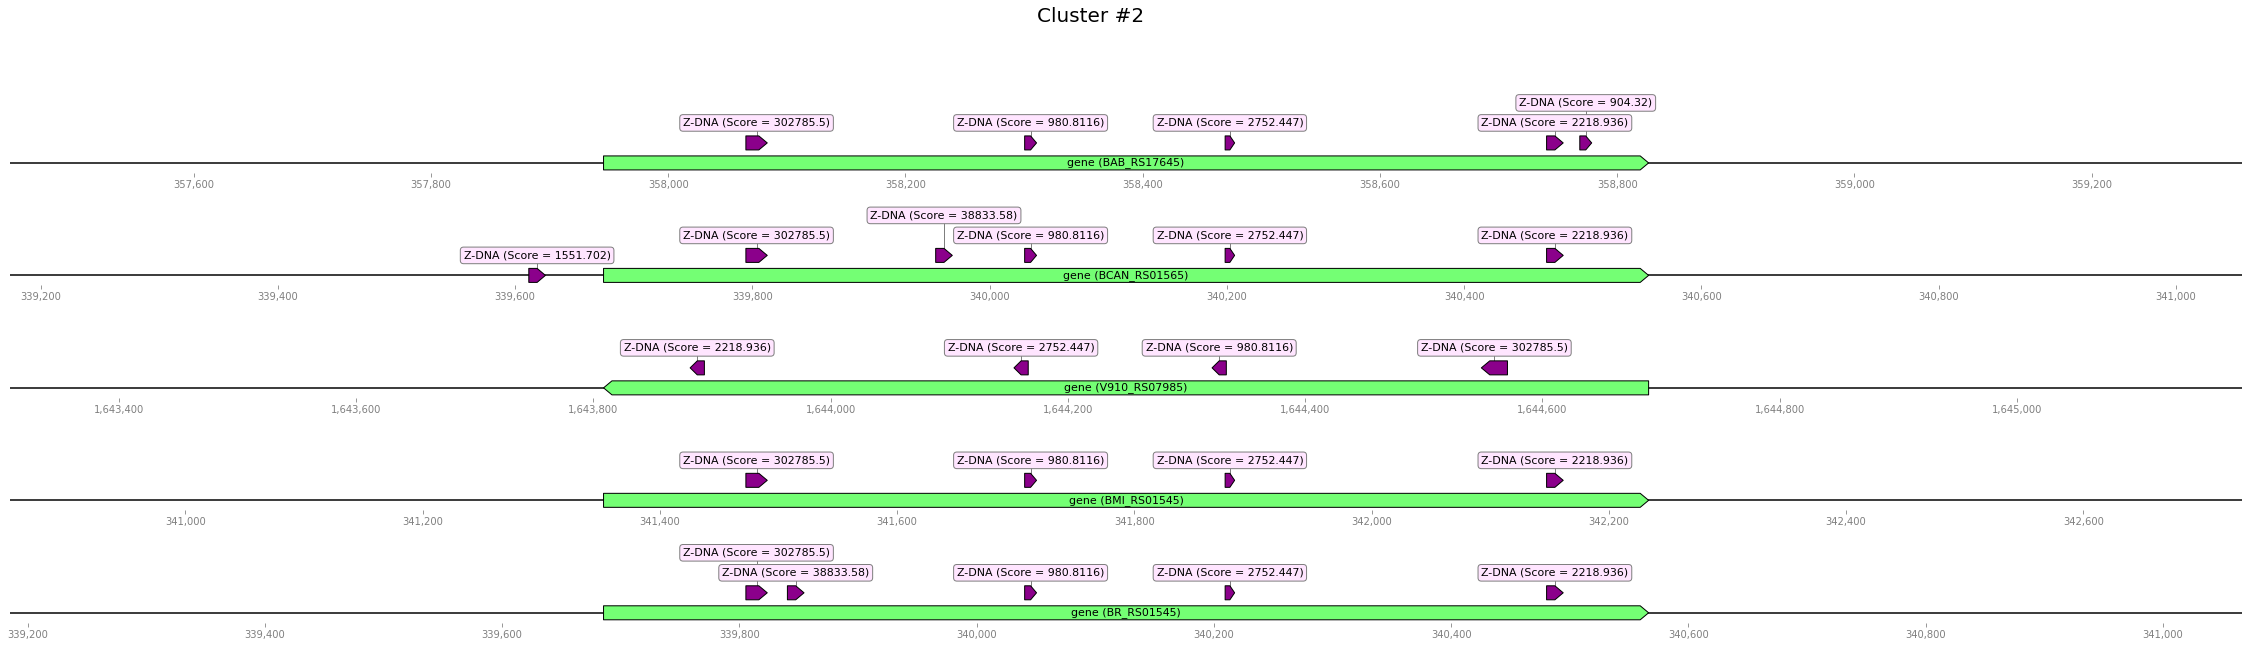 Cluster #2
Z-DNA (Score = 904.32)
Z-DNA (Score = 302785.5) Z-DNA (Score = 980.8116) Z-DNA (Score = 2752.447) Z-DNA (Score = 2218.936)
gene (BAB_RS17645)
357,600 357,800 358,000 358,200 358,400 358,600 358,800 359,000 359,200
Z-DNA (Score = 38833.58)
Z-DNA (Score = 302785.5) Z-DNA (Score = 980.8116) Z-DNA (Score = 2752.447) Z-DNA (Score = 2218.936)
Z-DNA (Score = 1551.702)
gene (BCAN_RS01565)
339,200 339,400 339,600 339,800 340,000 340,200 340,400 340,600 340,800 341,000
Z-DNA (Score = 2218.936) Z-DNA (Score = 2752.447) Z-DNA (Score = 980.8116) Z-DNA (Score = 302785.5)
gene (V910_RS07985)
1,643,400 1,643,600 1,643,800 1,644,000 1,644,200 1,644,400 1,644,600 1,644,800 1,645,000
Z-DNA (Score = 302785.5) Z-DNA (Score = 980.8116) Z-DNA (Score = 2752.447) Z-DNA (Score = 2218.936)
gene (BMI_RS01545)
341,000 341,200 341,400 341,600 341,800 342,000 342,200 342,400 342,600
Z-DNA (Score = 302785.5)
Z-DNA (Score = 38833.58) Z-DNA (Score = 980.8116) Z-DNA (Score = 2752.447) Z-DNA (Score = 2218.936)
gene (BR_RS01545)
339,200 339,400 339,600 339,800 340,000 340,200 340,400 340,600 340,800 341,000